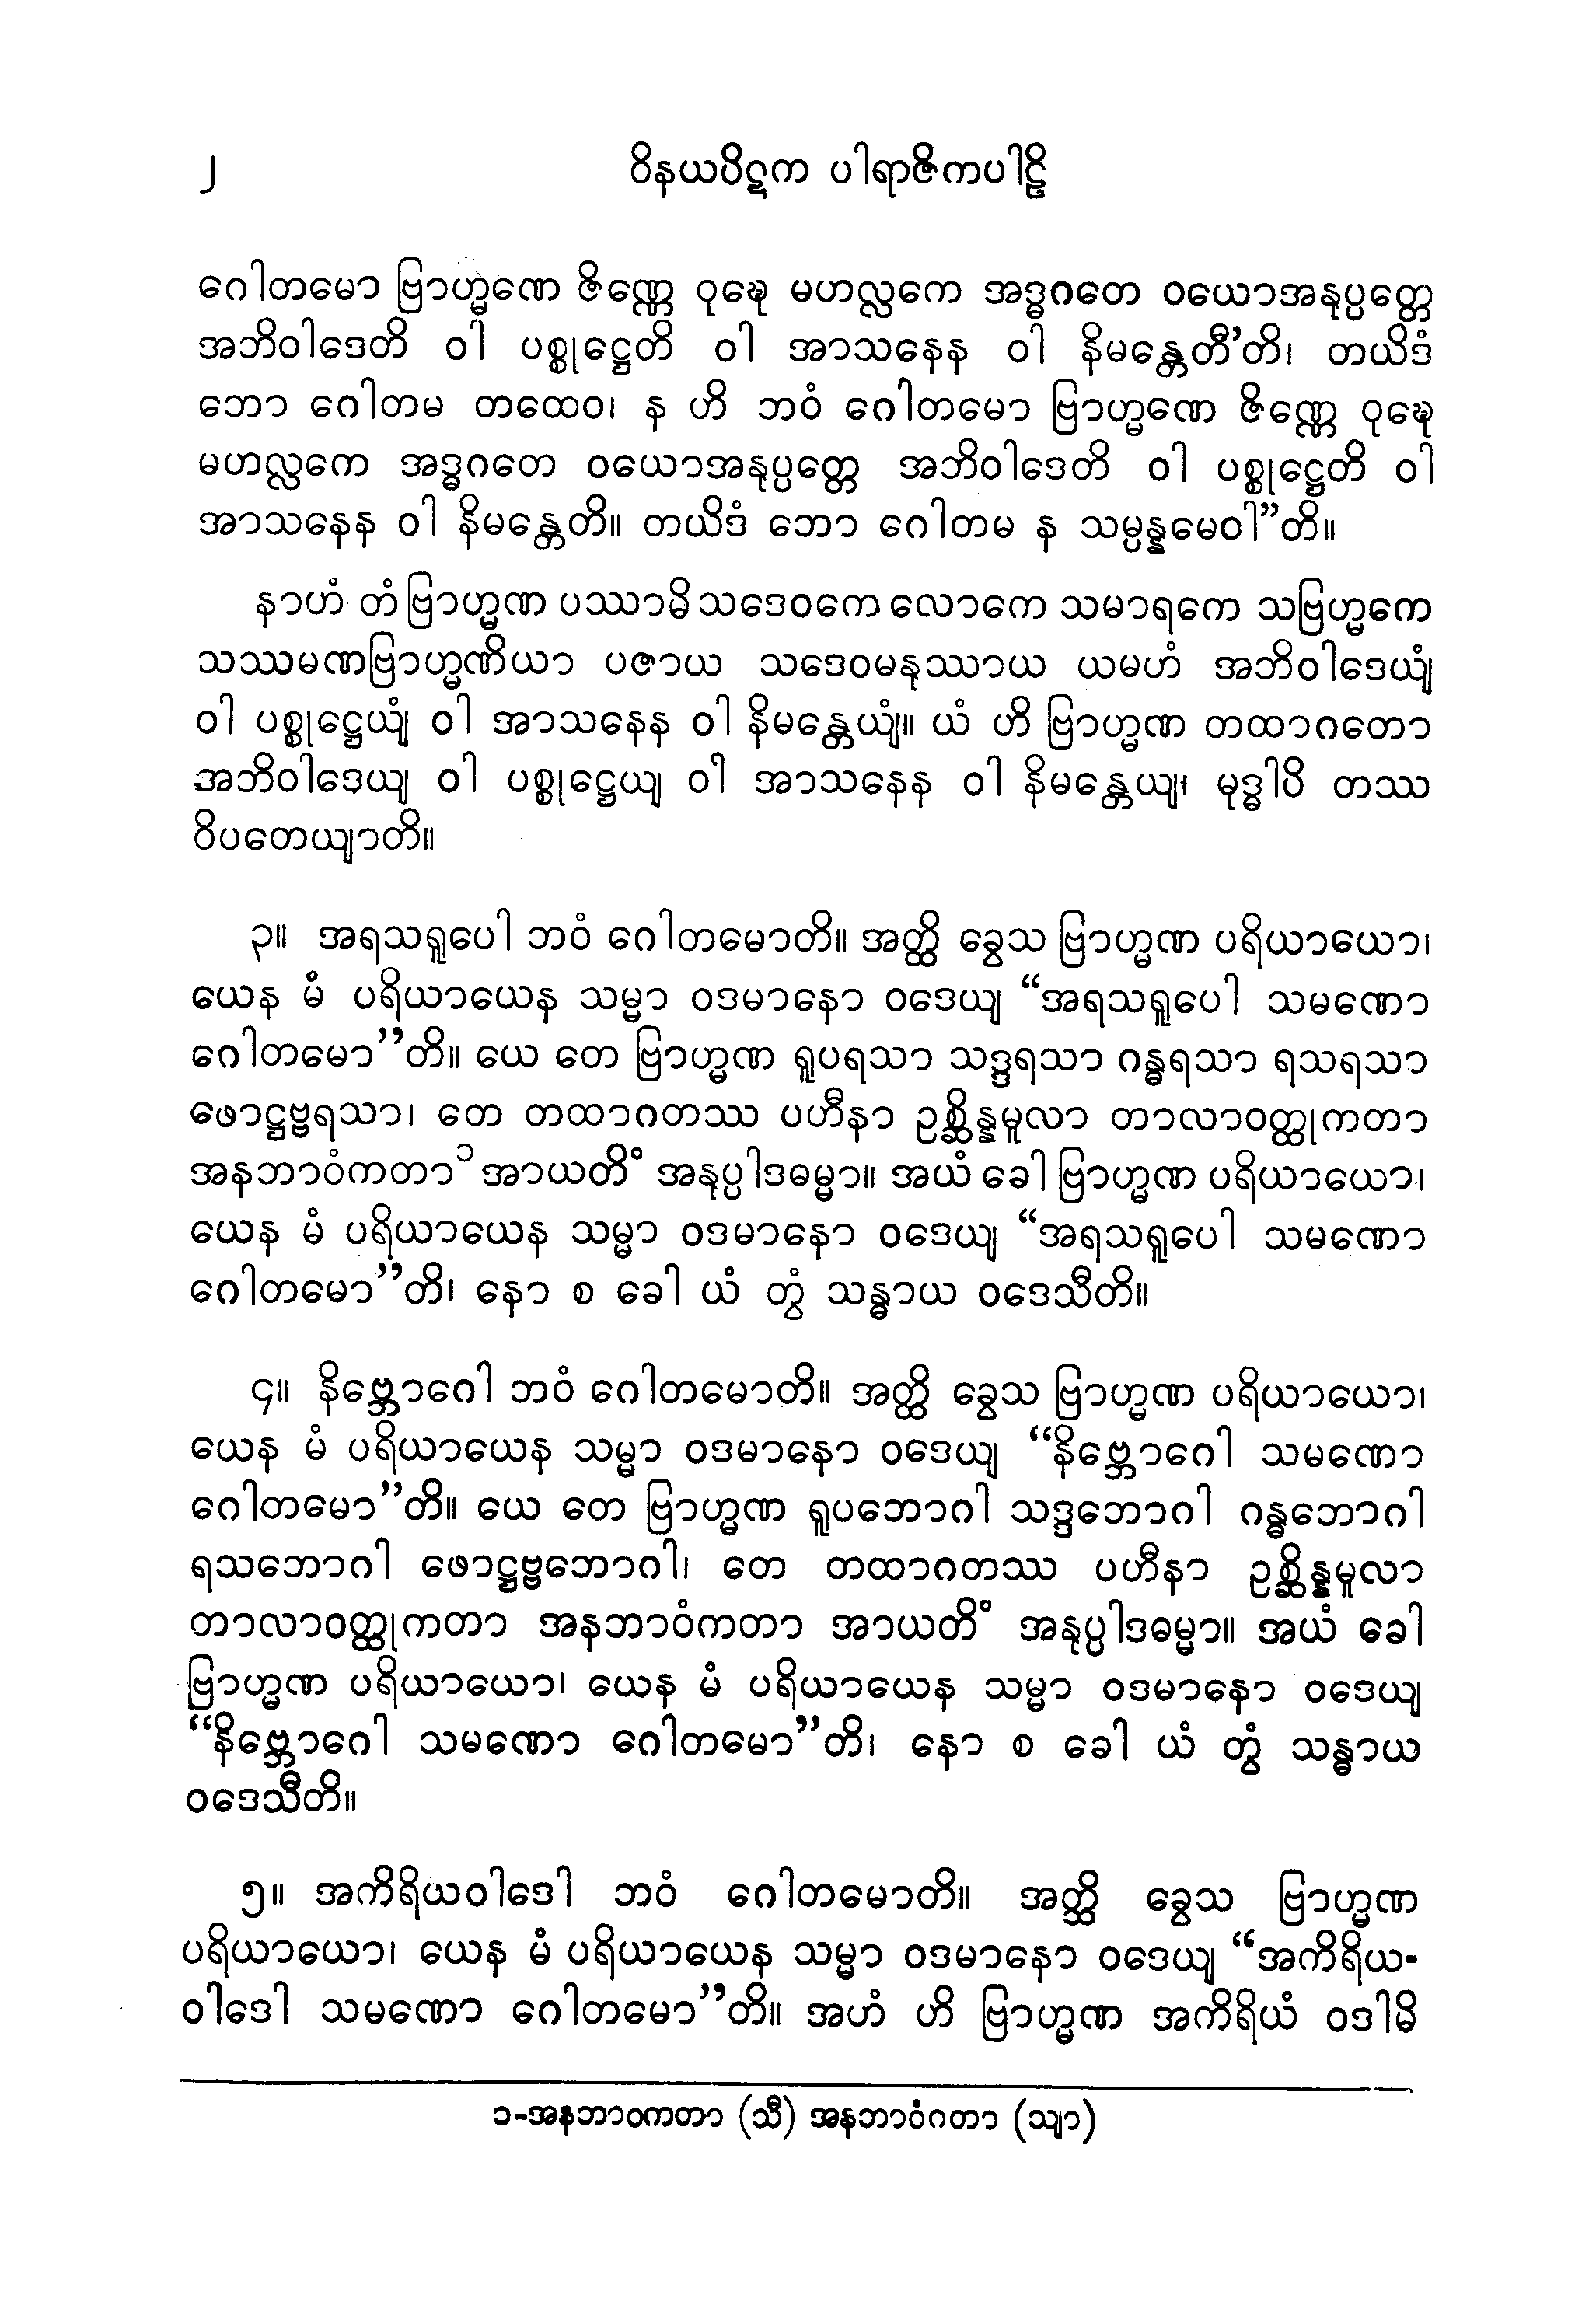 ၂ ဝိနယပိဋက ပါရာဇိကပါဠိ
ဂေါတမော ဗြာဟ္မဏေ ဇိဏ္ဏေ ဝုဍ္ဎေ မဟလ္လကေ အဒ္ဓဂတေ ဝယောအနုပ္ပတ္တေ
အဘိဝါဒေတိ ဝါ ပစ္စုဋ္ဌေတိ ဝါ အာသနေန ဝါ နိမန္တေတီ’တိ၊ တယိဒံ
ဘော ဂေါတမ တထေဝ၊ န ဟိ ဘဝံ ဂေါတမော ဗြာဟ္မဏေ ဇိဏ္ဏေ ဝုဍ္ဎေ
မဟလ္လကေ အဒ္ဓဂတေ ဝယောအနုပ္ပတ္တေ အဘိဝါဒေတိ ဝါ ပစ္စုဋ္ဌေတိ ဝါ
အာသနေန ဝါ နိမန္တေတိ။ တယိဒံ ဘော ဂေါတမ န သမ္ပန္နမေဝါ”တိ။
နာဟံ တံ ဗြာဟ္မဏ ပဿာမိ သဒေဝကေ လောကေ သမာရကေ သဗြဟ္မကေ
သဿမဏဗြာဟ္မဏိယာ ပဇာယ သဒေဝမနုဿာယ ယမဟံ အဘိဝါဒေယျံ
ဝါ ပစ္စုဋ္ဌေယျံ ဝါ အာသနေန ဝါ နိမန္တေယျံ။ ယံ ဟိ ဗြာဟ္မဏ တထာဂတော
အဘိဝါဒေယျ ဝါ ပစ္စုဋ္ဌေယျ ဝါ အာသနေန ဝါ နိမန္တေယျ၊ မုဒ္ဓါပိ တဿ
ဝိပတေယျာတိ။
၃။ အရသရူပေါ ဘဝံ ဂေါတမောတိ။ အတ္ထိ ခွေသ ဗြာဟ္မဏ ပရိယာယော၊
ယေန မံ ပရိယာယေန သမ္မာ ဝဒမာနော ဝဒေယျ “အရသရူပေါ သမဏော
ဂေါတမော”တိ။ ယေ တေ ဗြာဟ္မဏ ရူပရသာ သဒ္ဒရသာ ဂန္ဓရသာ ရသရသာ
ဖောဋ္ဌဗ္ဗရသာ၊ တေ တထာဂတဿ ပဟီနာ ဥစ္ဆိန္နမူလာ တာလာဝတ္ထုကတာ
အနဘာဝံကတာ ၁ အာယတိံ အနုပ္ပါဒဓမ္မာ။ အယံ ခေါ ဗြာဟ္မဏ ပရိယာယော၊
ယေန မံ ပရိယာယေန သမ္မာ ဝဒမာနော ဝဒေယျ “အရသရူပေါ သမဏော
ဂေါတမော”တိ၊ နော စ ခေါ ယံ တွံ သန္ဓာယ ဝဒေသီတိ။
၄။ နိဗ္ဘောဂေါ ဘဝံ ဂေါတမောတိ။ အတ္ထိ ခွေသ ဗြာဟ္မဏ ပရိယာယော၊
ယေန မံ ပရိယာယေန သမ္မာ ဝဒမာနော ဝဒေယျ “နိဗ္ဘောဂေါ သမဏော
ဂေါတမော”တိ။ ယေ တေ ဗြာဟ္မဏ ရူပဘောဂါ သဒ္ဒဘောဂါ ဂန္ဓဘောဂါ
ရသဘောဂါ ဖောဋ္ဌဗ္ဗဘောဂါ၊ တေ တထာဂတဿ ပဟီနာ ဥစ္ဆိန္နမူလာ
တာလာဝတ္ထုကတာ အနဘာဝံကတာ အာယတိံ အနုပ္ပါဒဓမ္မာ။ အယံ ခေါ
ဗြာဟ္မဏ ပရိယာယော၊ ယေန မံ ပရိယာယေန သမ္မာ ဝဒမာနော ဝဒေယျ
“နိဗ္ဘောဂေါ သမဏော ဂေါတမော”တိ၊ နော စ ခေါ ယံ တွံ သန္ဓာယ
ဝဒေသီတိ။
၅။ အကိရိယဝါဒေါ ဘဝံ ဂေါတမောတိ။ အတ္ထိ ခွေသ ဗြာဟ္မဏ
ပရိယာယော၊ ယေန မံ ပရိယာယေန သမ္မာ ဝဒမာနော ဝဒေယျ “အကိရိယ-
ဝါဒေါ သမဏော ဂေါတမော”တိ။ အဟံ ဟိ ဗြာဟ္မဏ အကိရိယံ ဝဒါမိ
၁-အနဘာဝကတာ (သီ) အနဘာဝံဂတာ (သျာ)